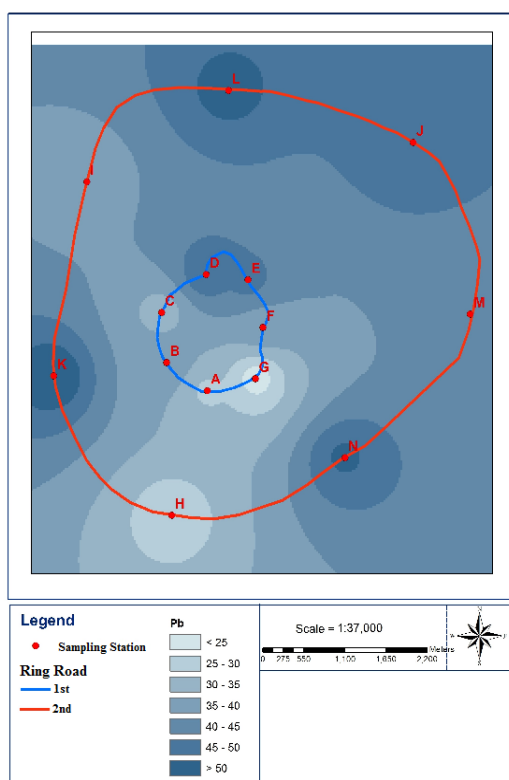 L
J
I
D
E
C
F
M
B
K
A
G
N
H
Legend
Sampling Station
Ring Road
1st
2nd
Pb
< 25
25 - 30
30 - 35
35 - 40
40 - 45
45 - 50
> 50
Scale = 1:37,000
Meters
0 275 550 1,100 1,650 2,200
N
W
S